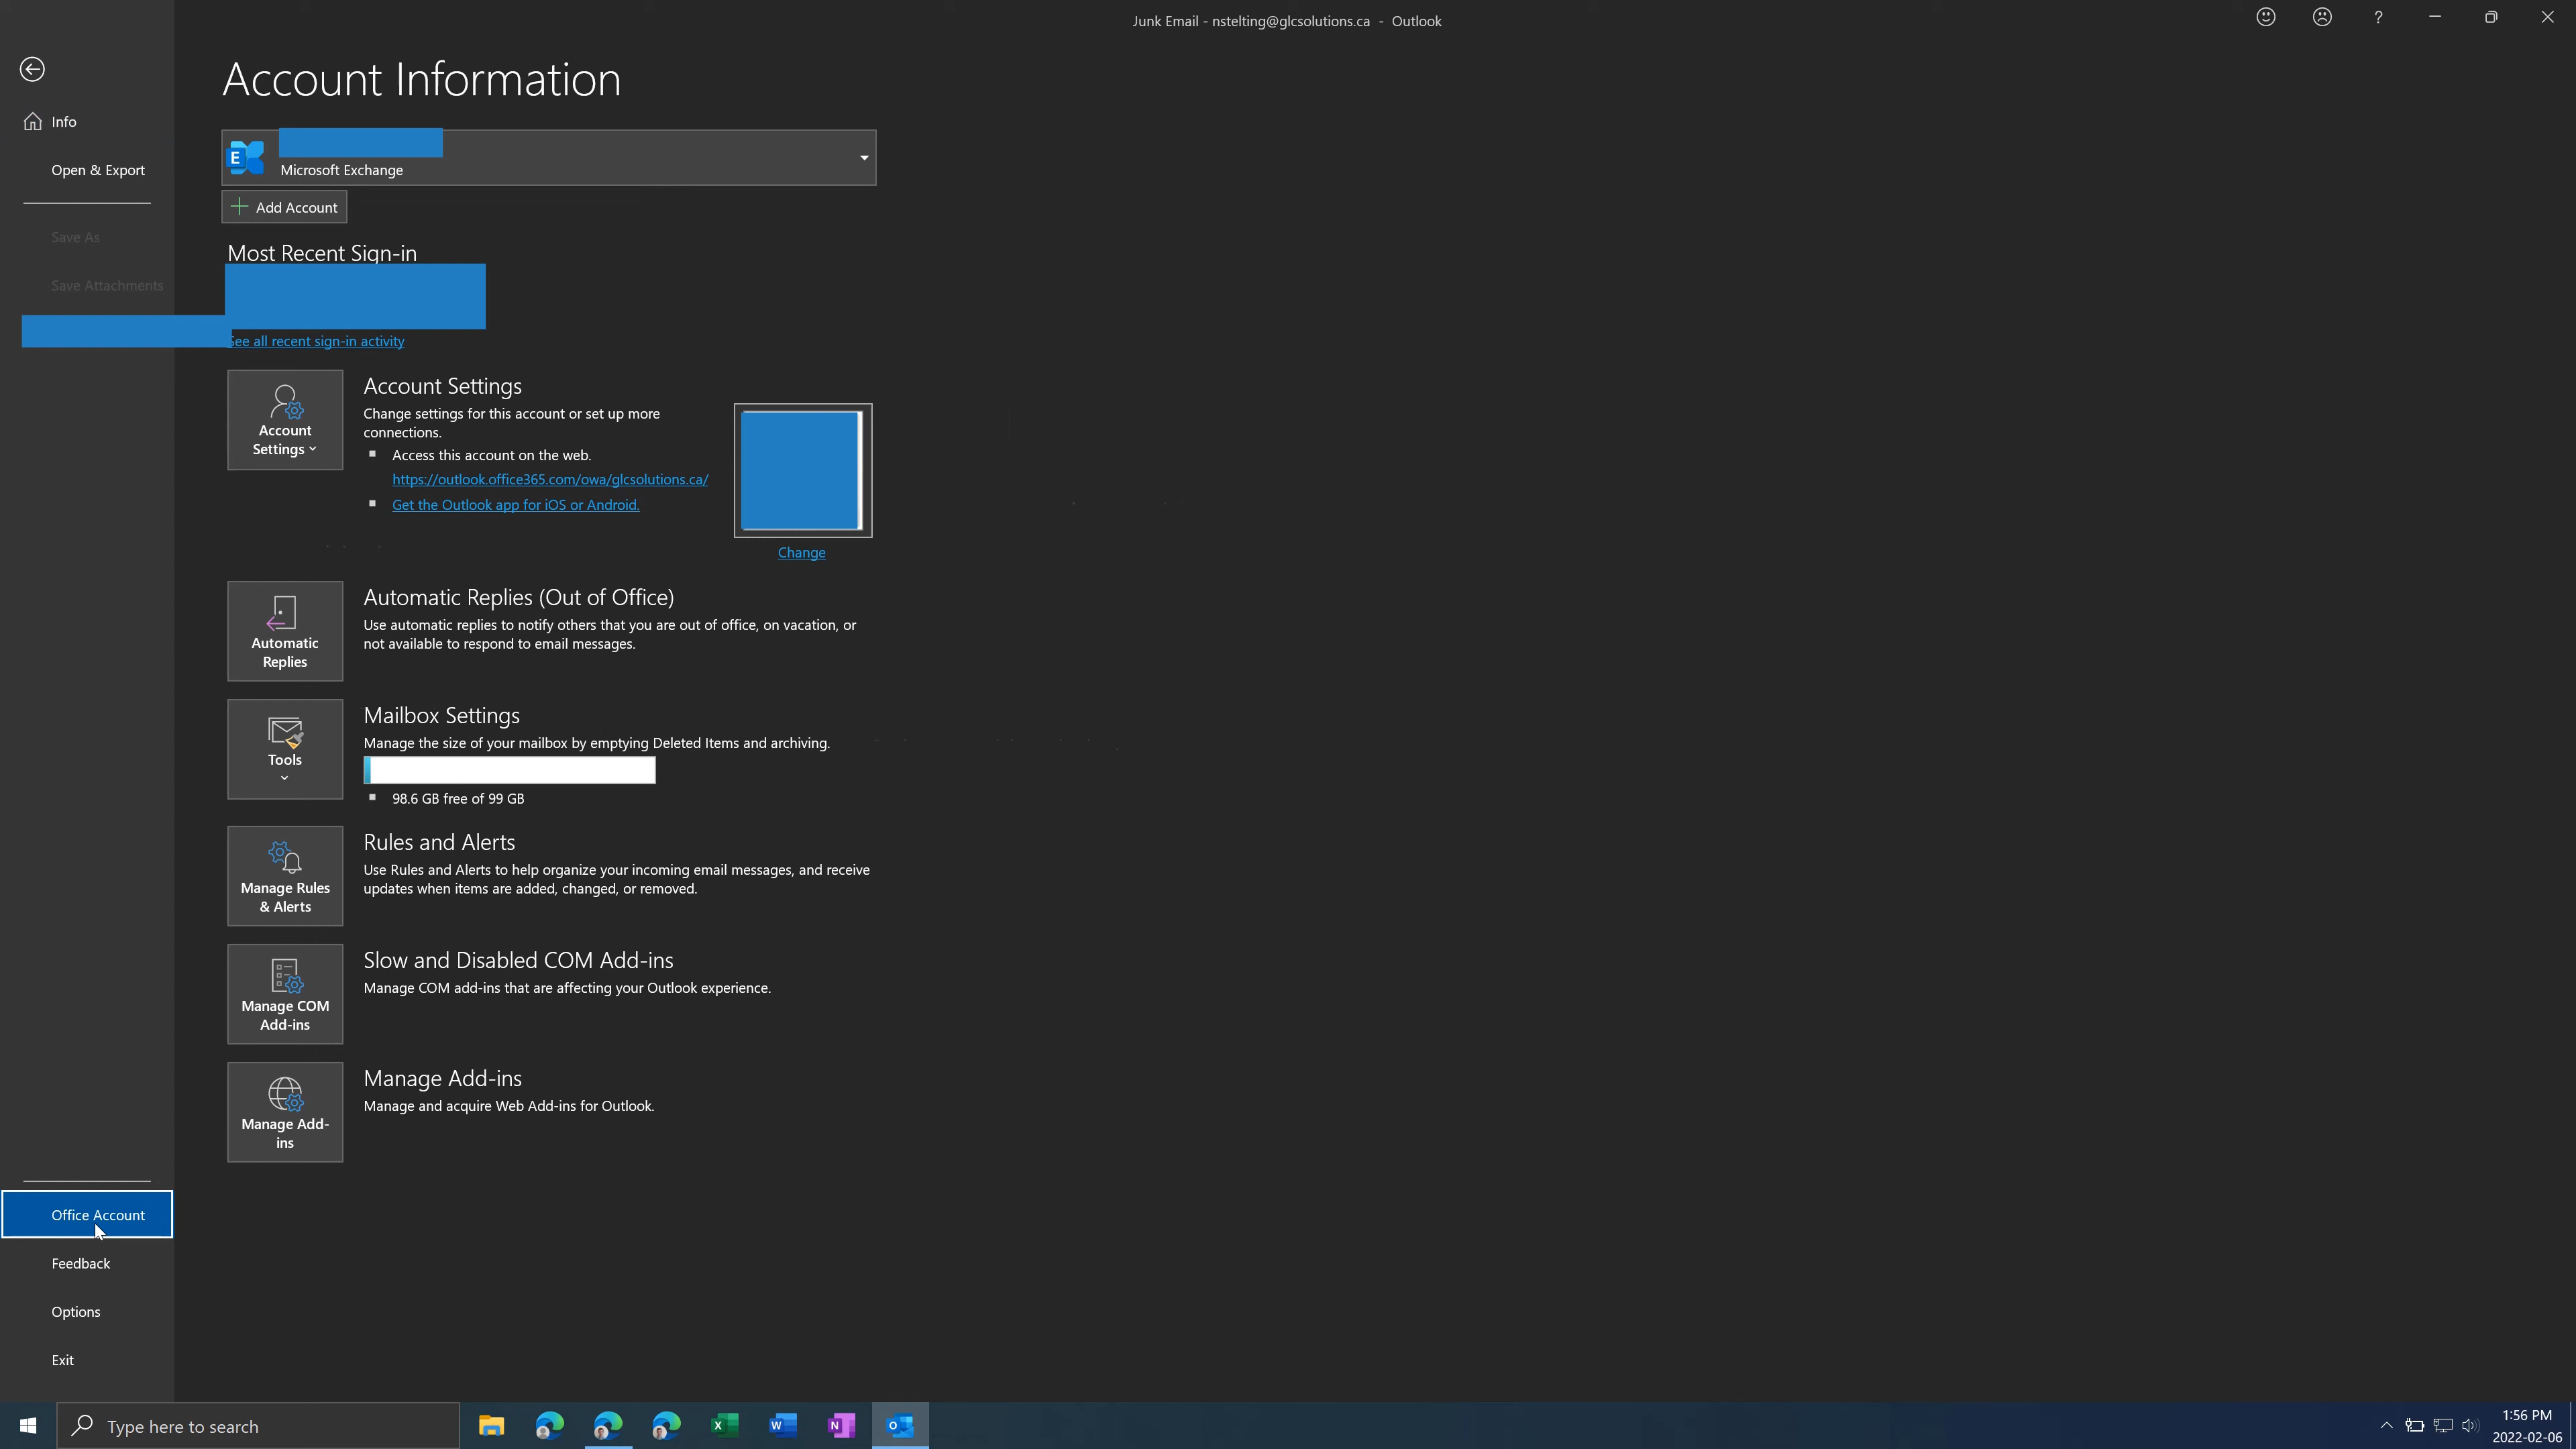 Junk Email - nstelting@glcsolutions.ca - Outlook
?
Account Information
Info
Open & Export
Save As
Save Attachments
E
Microsoft Exchange
Add Account
Most Recent Sign-in
See all recent sign-in activity
Account Settings
Account Settings
Change settings for this account or set up more
connections.
Access this account on the web.
https://outlook.office365.com/owa/glcsolutions.ca/
Get the Outlook app for iOS or Android.
Change
Automatic
Replies
Automatic Replies (Out of Office)
Use automatic replies to notify others that you are out of office, on vacation, or
not available to respond to email messages.
Tools
Mailbox Settings
Manage the size of your mailbox by emptying Deleted Items and archiving.
98.6 GB free of 99 GB
Manage Rules
& Alerts
Rules and Alerts
Use Rules and Alerts to help organize your incoming email messages, and receive
updates when items are added, changed, or removed.
Manage COM
Add-ins
Slow and Disabled COM Add-ins
Manage COM add-ins that are affecting your Outlook experience.
Manage Add-
ins
Manage Add-ins
Manage and acquire Web Add-ins for Outlook.
Office Account
Feedback
Options
Exit
Type here to search
X
W
N
O
1:56 PM
2022-02-06